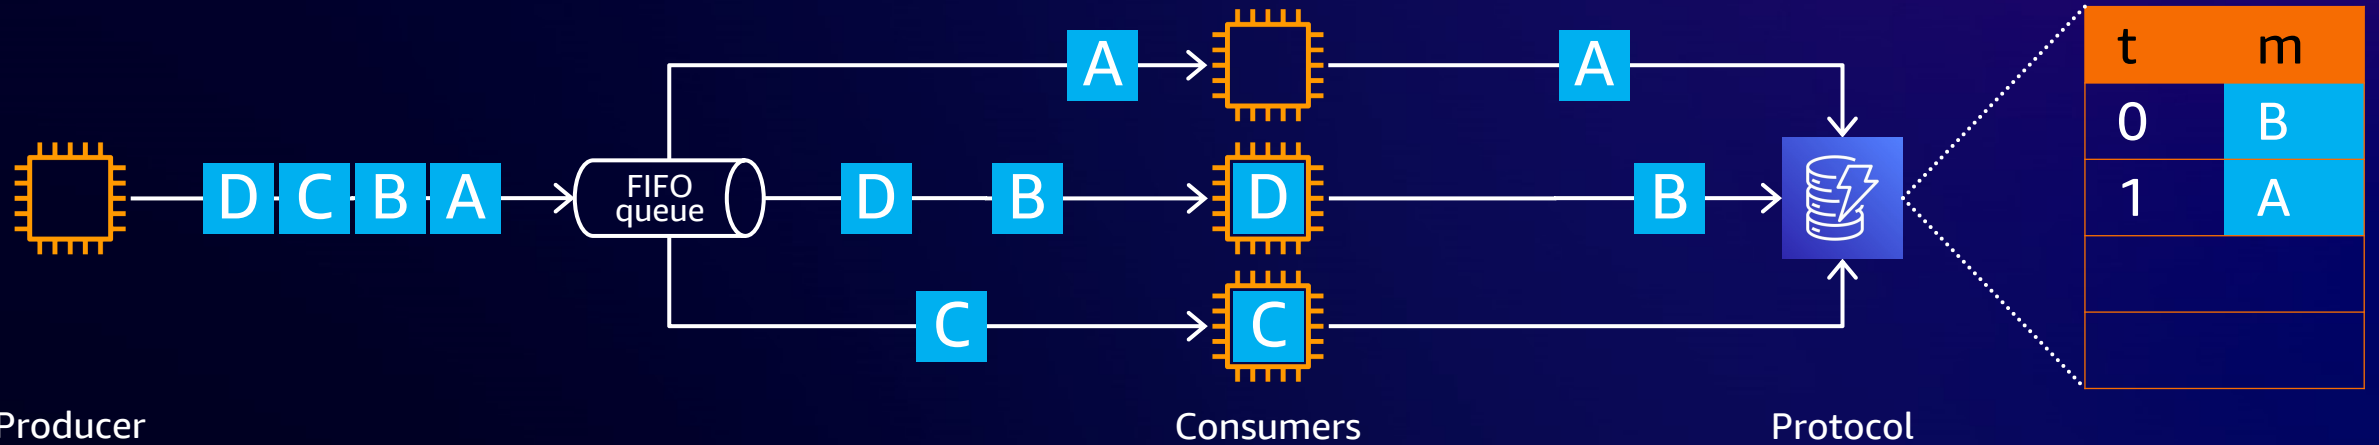 A
A
t m
0 B
1 A
D C B A
FIFO
queue
D B
D
B
C
C
Producer
Consumers
Protocol